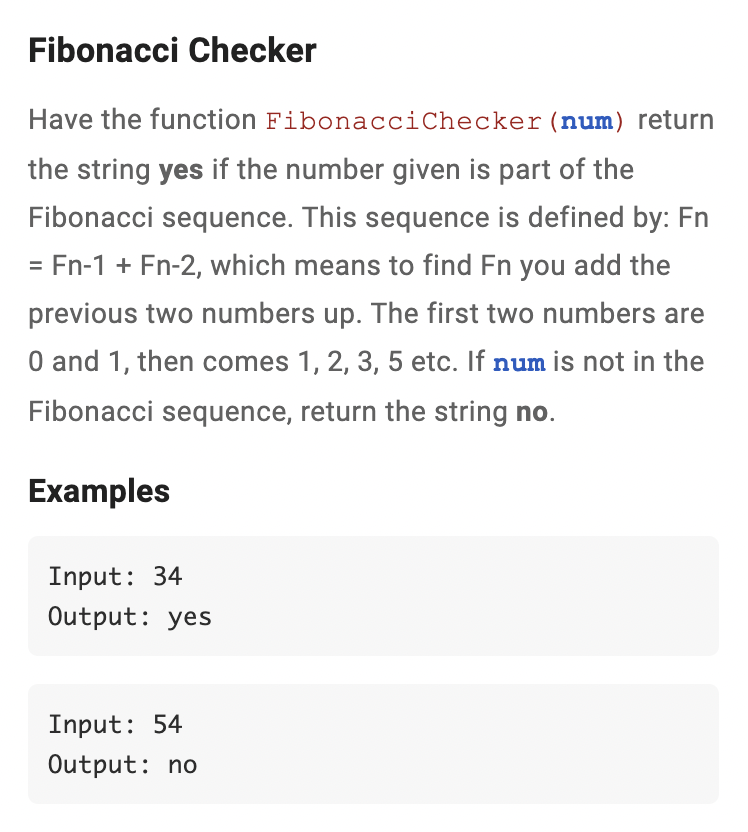 Fibonacci Checker
Have the function FibonacciChecker(num) return
the string yes if the number given is part of the
Fibonacci sequence. This sequence is defined by: Fn
= Fn-1 + Fn-2, which means to find Fn you add the
previous two numbers up. The first two numbers are
0 and 1, then comes 1, 2, 3, 5 etc. If num is not in the
Fibonacci sequence, return the string no.
Examples
Input: 34
Output: yes
Input: 54
Output: no